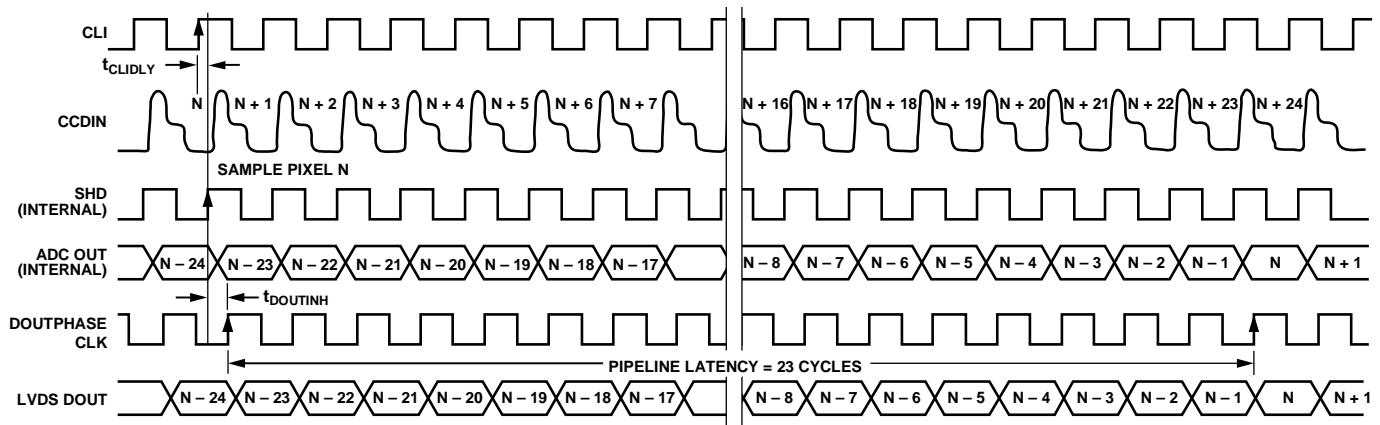 CLI
tCLIDLY
CCDIN
N N + 1 N + 2 N + 3 N + 4 N + 5 N + 6 N + 7 N + 16 N + 17 N + 18 N + 19 N + 20 N + 21 N + 22 N + 23 N + 24
SAMPLE PIXEL N
SHD
(INTERNAL)
ADC OUT
(INTERNAL)
N – 24 N – 23 N – 22 N – 21 N – 20 N – 19 N – 18 N – 17 N – 8 N – 7 N – 6 N – 5 N – 4 N – 3 N – 2 N – 1 N N + 1
tDOUTINH
DOUTPHASE
CLK
PIPELINE LATENCY = 23 CYCLES
LVDS DOUT
N – 24 N – 23 N – 22 N – 21 N – 20 N – 19 N – 18 N – 17 N – 8 N – 7 N – 6 N – 5 N – 4 N – 3 N – 2 N – 1 N N + 1